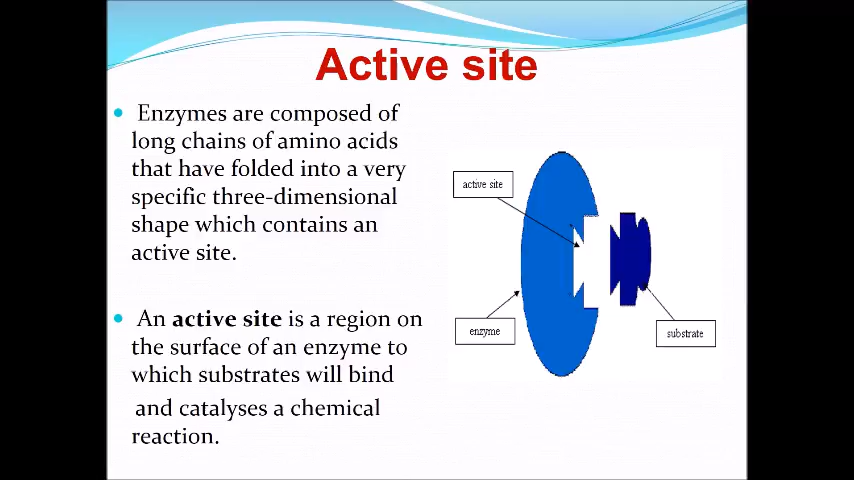 Active site
Enzymes are composed of
long chains of amino acids
that have folded into a very
specific three-dimensional
shape which contains an
active site.
An active site is a region on
the surface of an enzyme to
which substrates will bind
and catalyses a chemical
reaction.
active site
enzyme
substrate